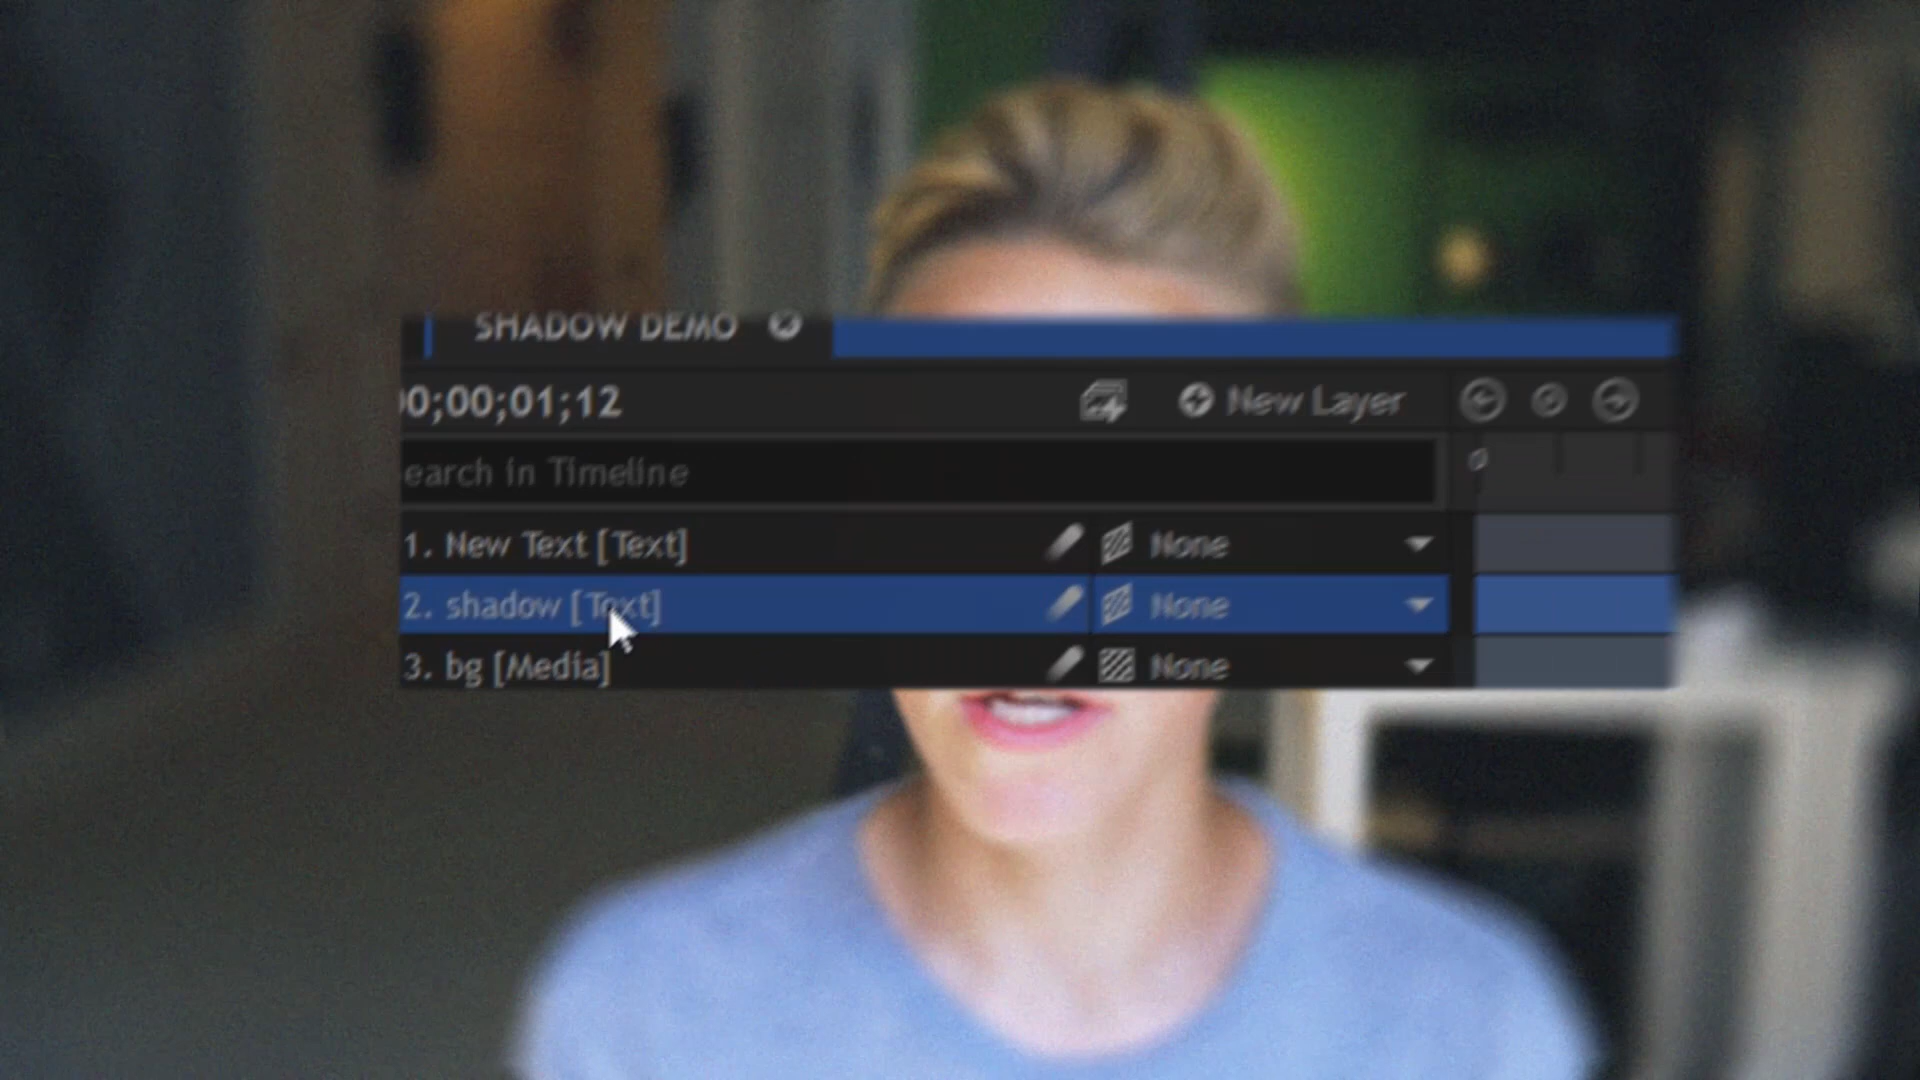 SHADOW DEMO
00;00;01;12 New Layer
earch in Timeline
0
1. New Text [Text] None
2. shadow [Text] None
3. bg [Media] None